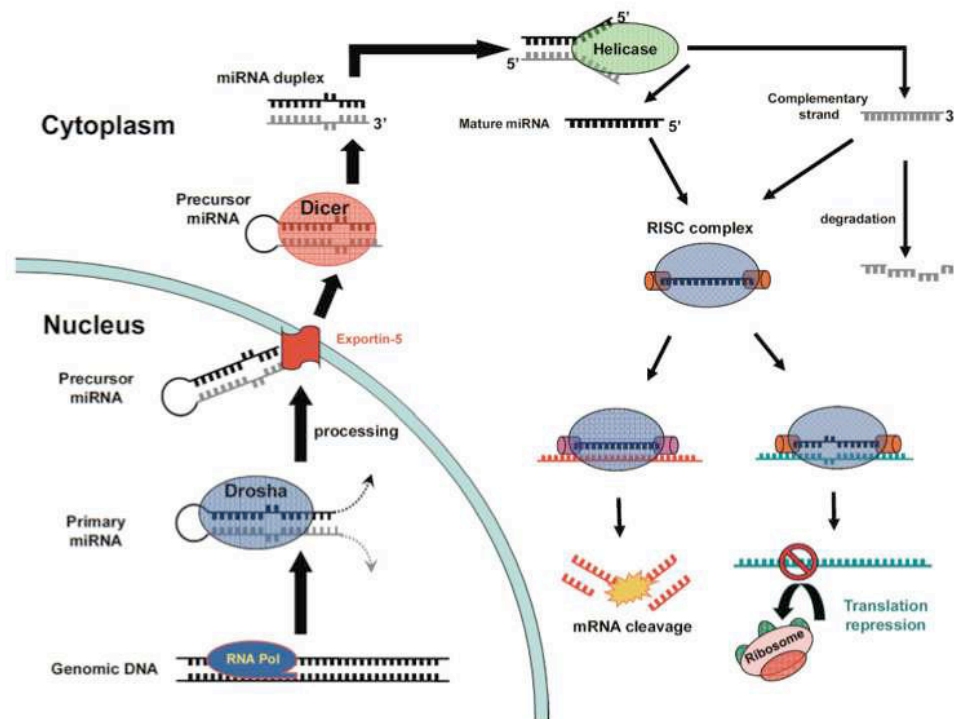 5'
Helicase
5'
miRNA duplex
3'
Cytoplasm
Mature miRNA
5'
Complementary
strand
3'
Precursor
miRNA
Dicer
degradation
RISC complex
Nucleus
Exportin-5
Precursor
miRNA
processing
Drosha
Primary
miRNA
mRNA cleavage
Translation
repression
Ribosome
Genomic DNA
RNA Pol